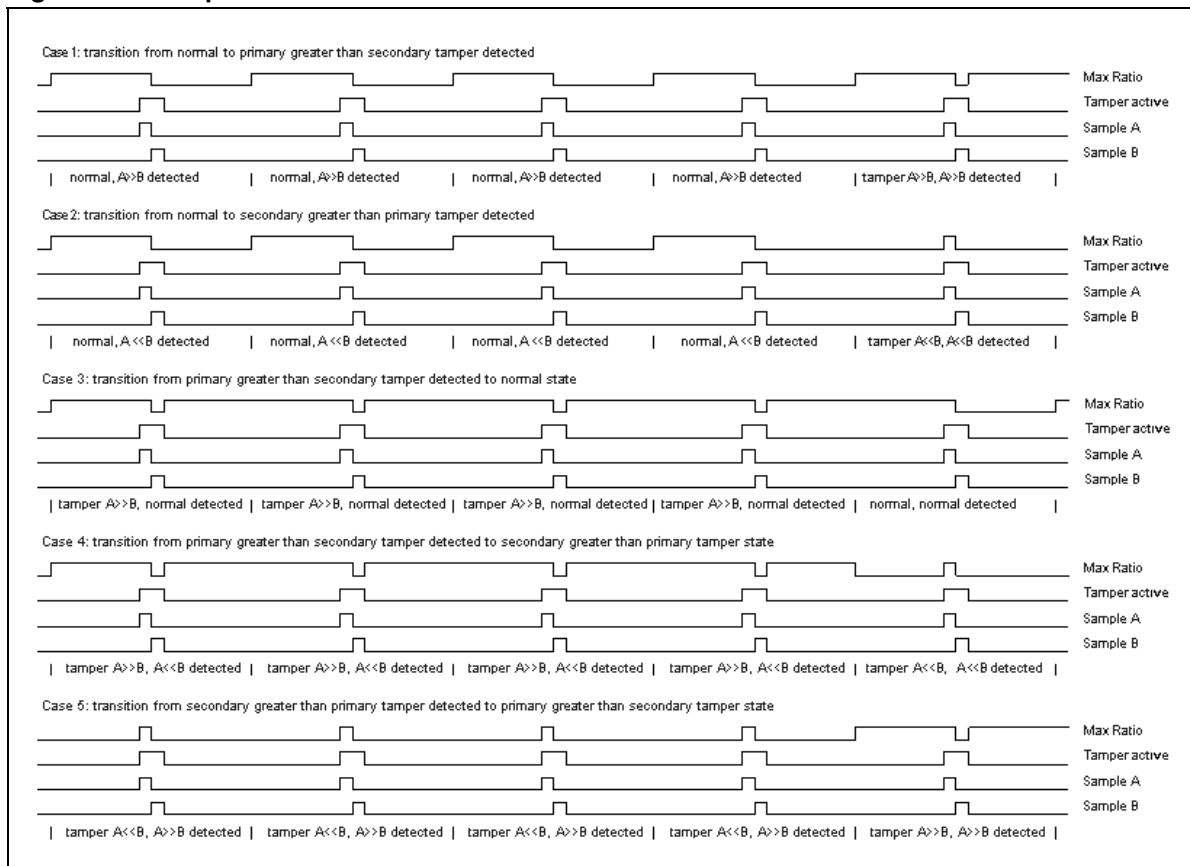 Case 1: transition from normal to primary greater than secondary tamper detected
Max Ratio
Tamper active
Sample A
Sample B
| normal, A>>B detected | normal, A>>B detected | normal, A>>B detected | normal, A>>B detected | tamper A>>B, A>>B detected |
Case 2: transition from normal to secondary greater than primary tamper detected
Max Ratio
Tamper active
Sample A
Sample B
| normal, A<<B detected | normal, A<<B detected | normal, A<<B detected | normal, A<<B detected | tamper A<<B, A<<B detected |
Case 3: transition from primary greater than secondary tamper detected to normal state
Max Ratio
Tamper active
Sample A
Sample B
| tamper A>>B, normal detected | tamper A>>B, normal detected | tamper A>>B, normal detected | tamper A>>B, normal detected | normal, normal detected |
Case 4: transition from primary greater than secondary tamper detected to secondary greater than primary tamper state
Max Ratio
Tamper active
Sample A
Sample B
| tamper A>>B, A<<B detected | tamper A>>B, A<<B detected | tamper A>>B, A<<B detected | tamper A>>B, A<<B detected | tamper A<<B, A<<B detected |
Case 5: transition from secondary greater than primary tamper detected to primary greater than secondary tamper state
Max Ratio
Tamper active
Sample A
Sample B
| tamper A<<B, A>>B detected | tamper A<<B, A>>B detected | tamper A<<B, A>>B detected | tamper A<<B, A>>B detected | tamper A>>B, A>>B detected |